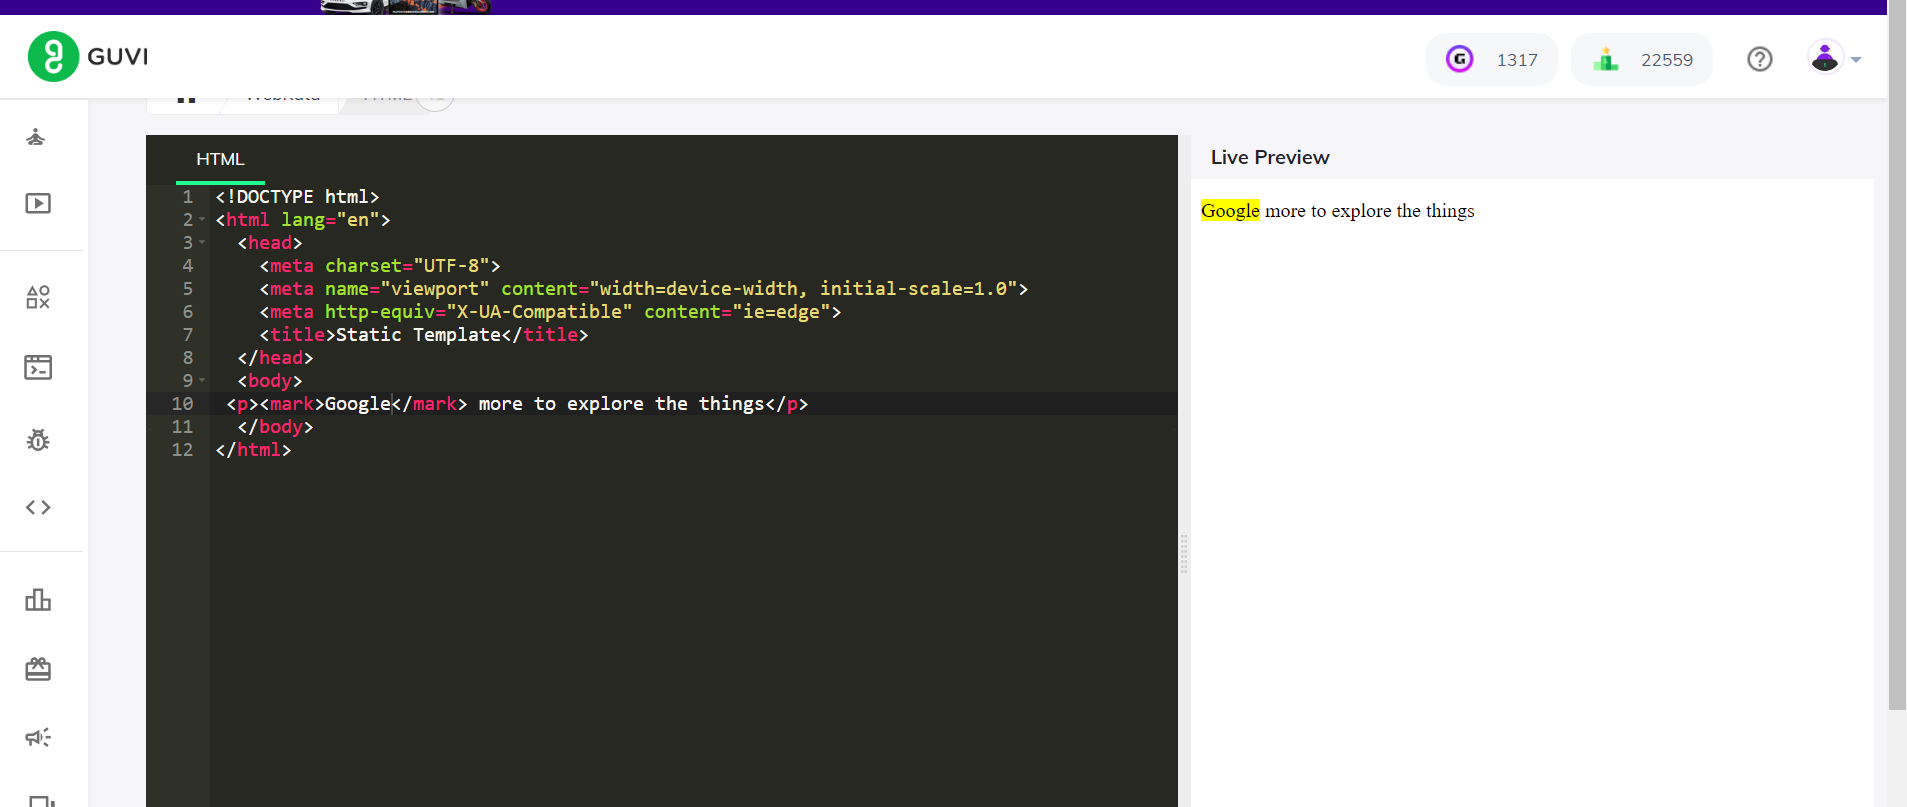 GUVI
1317
22559
WebKata
HTML
HTML
Live Preview
1 <!DOCTYPE html>
2 <html lang="en">
3 <head>
4 <meta charset="UTF-8">
5 <meta name="viewport" content="width=device-width, initial-scale=1.0">
6 <meta http-equiv="X-UA-Compatible" content="ie=edge">
7 <title>Static Template</title>
8 </head>
9 <body>
10 <p><mark>Google</mark> more to explore the things</p>
11 </body>
12 </html>
Google more to explore the things